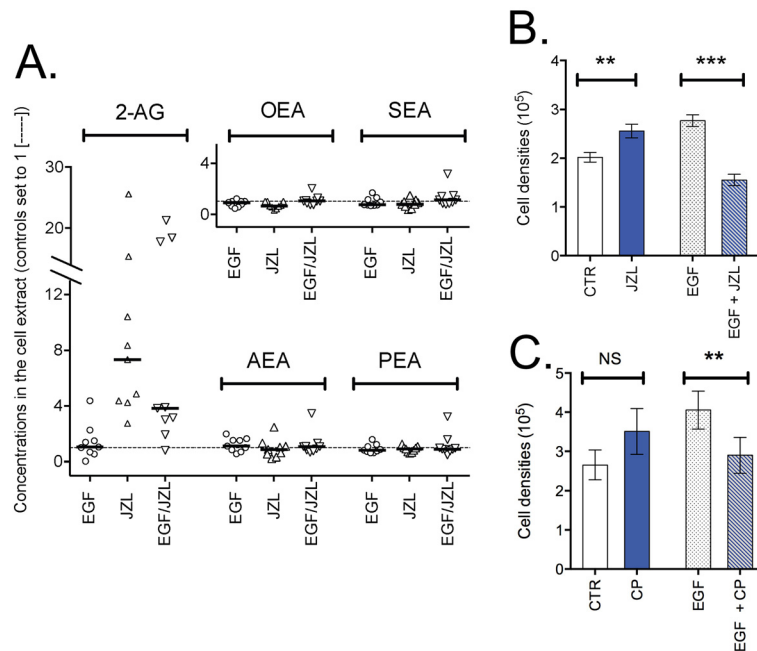 A.
Concentrations in the cell extract (controls set to 1 [-----])
2-AG
OEA
SEA
30
20
12
8
4
0
4
0
EGF
JZL
EGF/JZL
EGF
JZL
EGF/JZL
AEA
PEA
EGF
JZL
EGF/JZL
EGF
JZL
EGF/JZL
EGF
JZL
EGF/JZL
B.
Cell densities (10⁵)
4
3
2
1
0
**
***
CTR
JZL
EGF
EGF + JZL
C.
Cell densities (10⁵)
5
4
3
2
1
0
NS
**
CTR
CP
EGF
EGF + CP